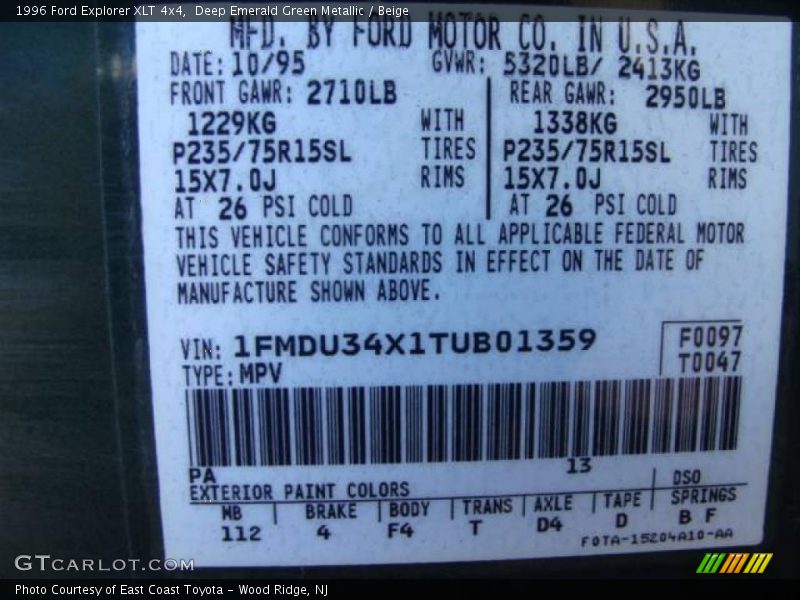 1996 Ford Explorer XLT 4x4,  Deep Emerald Green Metallic / Beige
MFD. BY FORD MOTOR CO. IN U.S.A.
DATE: 10/95 GVWR: 5320LB/ 2413KG
FRONT GAWR: 2710LB REAR GAWR: 2950LB
1229KG WITH 1338KG WITH
P235/75R15SL TIRES P235/75R15SL TIRES
15X7.0J RIMS 15X7.0J RIMS
AT 26 PSI COLD AT 26 PSI COLD
THIS VEHICLE CONFORMS TO ALL APPLICABLE FEDERAL MOTOR
VEHICLE SAFETY STANDARDS IN EFFECT ON THE DATE OF
MANUFACTURE SHOWN ABOVE.
VIN: 1FMDU34X1TUB01359 F0097
TYPE: MPV T0047
PA 13
EXTERIOR PAINT COLORS DSO
WB BRAKE BODY TRANS AXLE TAPE SPRINGS
112 4 F4 T D4 D B F
F0TA-15204A10-AA
GTCARLOT.COM
Photo Courtesy of East Coast Toyota - Wood Ridge, NJ